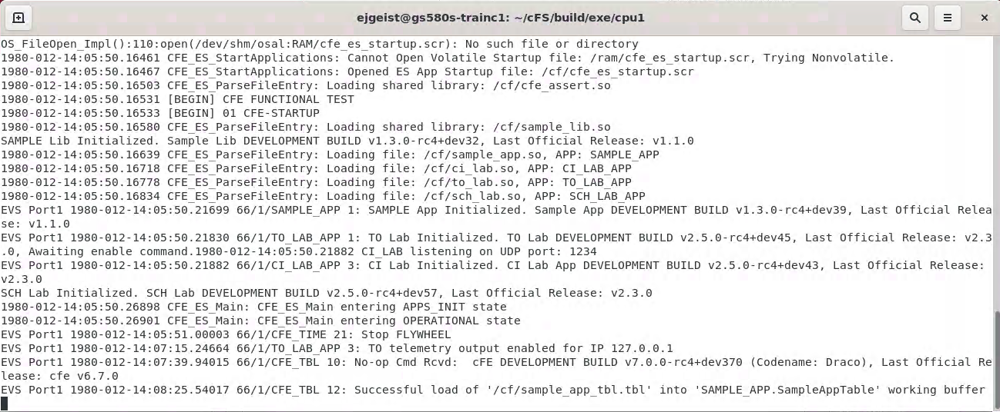 ejgeist@gs580s-trainc1: ~/cFS/build/exe/cpu1
OS_FileOpen_Impl():110:open(/dev/shm/osal:RAM/cfe_es_startup.scr): No such file or directory
1980-012-14:05:50.16461 CFE_ES_StartApplications: Cannot Open Volatile Startup file: /ram/cfe_es_startup.scr, Trying Nonvolatile.
1980-012-14:05:50.16467 CFE_ES_StartApplications: Opened ES App Startup file: /cf/cfe_es_startup.scr
1980-012-14:05:50.16503 CFE_ES_ParseFileEntry: Loading shared library: /cf/cfe_assert.so
1980-012-14:05:50.16531 [BEGIN] CFE FUNCTIONAL TEST
1980-012-14:05:50.16533 [BEGIN] 01 CFE-STARTUP
1980-012-14:05:50.16580 CFE_ES_ParseFileEntry: Loading shared library: /cf/sample_lib.so
SAMPLE Lib Initialized. Sample Lib DEVELOPMENT BUILD v1.3.0-rc4+dev32, Last Official Release: v1.1.0
1980-012-14:05:50.16639 CFE_ES_ParseFileEntry: Loading file: /cf/sample_app.so, APP: SAMPLE_APP
1980-012-14:05:50.16718 CFE_ES_ParseFileEntry: Loading file: /cf/ci_lab.so, APP: CI_LAB_APP
1980-012-14:05:50.16778 CFE_ES_ParseFileEntry: Loading file: /cf/to_lab.so, APP: TO_LAB_APP
1980-012-14:05:50.16834 CFE_ES_ParseFileEntry: Loading file: /cf/sch_lab.so, APP: SCH_LAB_APP
EVS Port1 1980-012-14:05:50.21699 66/1/SAMPLE_APP 1: SAMPLE App Initialized. Sample App DEVELOPMENT BUILD v1.3.0-rc4+dev39, Last Official Relea
se: v1.1.0
EVS Port1 1980-012-14:05:50.21830 66/1/TO_LAB_APP 1: TO Lab Initialized. TO Lab DEVELOPMENT BUILD v2.5.0-rc4+dev45, Last Official Release: v2.3
.0, Awaiting enable command.1980-012-14:05:50.21882 CI_LAB listening on UDP port: 1234
EVS Port1 1980-012-14:05:50.21882 66/1/CI_LAB_APP 3: CI Lab Initialized. CI Lab App DEVELOPMENT BUILD v2.5.0-rc4+dev43, Last Official Release:
v2.3.0
SCH Lab Initialized. SCH Lab DEVELOPMENT BUILD v2.5.0-rc4+dev57, Last Official Release: v2.3.0
1980-012-14:05:50.26898 CFE_ES_Main: CFE_ES_Main entering APPS_INIT state
1980-012-14:05:50.26901 CFE_ES_Main: CFE_ES_Main entering OPERATIONAL state
EVS Port1 1980-012-14:05:51.00003 66/1/CFE_TIME 21: Stop FLYWHEEL
EVS Port1 1980-012-14:07:15.24664 66/1/TO_LAB_APP 3: TO telemetry output enabled for IP 127.0.0.1
EVS Port1 1980-012-14:07:39.94015 66/1/CFE_TBL 10: No-op Cmd Rcvd:  cFE DEVELOPMENT BUILD v7.0.0-rc4+dev370 (Codename: Draco), Last Official Re
lease: cfe v6.7.0
EVS Port1 1980-012-14:08:25.54017 66/1/CFE_TBL 12: Successful load of '/cf/sample_app_tbl.tbl' into 'SAMPLE_APP.SampleAppTable' working buffer